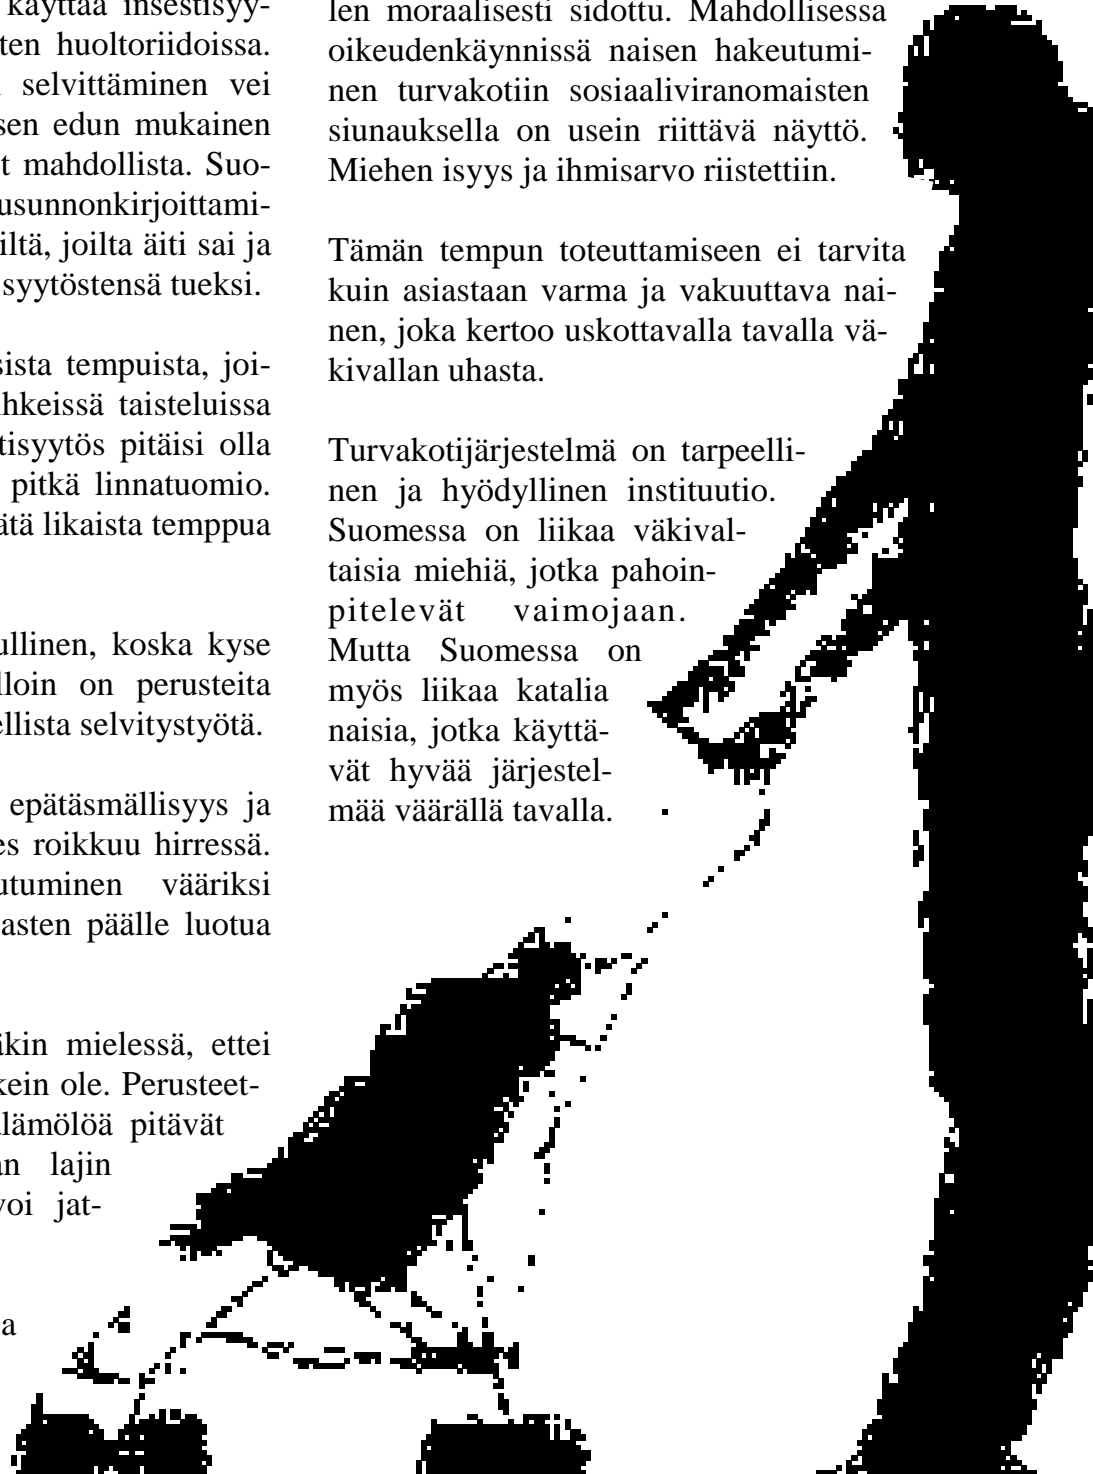 käyttää insestisyy-
ten huoltoriidoissa.
selvittäminen vei
sen edun mukainen
t mahdollista. Suo-
usunnonkirjoittami-
iltä, joilta äiti sai ja
syytöstensä tueksi.
sista tempuista, joi-
ihkeissä taisteluissa
tisyytös pitäisi olla
pitkä linnatuomio.
ätä likaista temppua
ullinen, koska kyse
lloin on perusteita
ellista selvitystyötä.
epätäsmällisyys ja
es roikkuu hirressä.
utuminen vääriksi
asten päälle luotua
äkin mielessä, ettei
kein ole. Perusteet-
lämölöä pitävät
an lajin
voi jat-
a
len moraalisesti sidottu. Mahdollisessa
oikeudenkäynnissä naisen hakeutumi-
nen turvakotiin sosiaaliviranomaisten
siunauksella on usein riittävä näyttö.
Miehen isyys ja ihmisarvo riistettiin.
Tämän tempun toteuttamiseen ei tarvita
kuin asiastaan varma ja vakuuttava nai-
nen, joka kertoo uskottavalla tavalla vä-
kivallan uhasta.
Turvakotijärjestelmä on tarpeelli-
nen ja hyödyllinen instituutio.
Suomessa on liikaa väkival-
taisia miehiä, jotka pahoin-
pitelevät vaimojaan.
Mutta Suomessa on
myös liikaa katalia
naisia, jotka käyttä-
vät hyvää järjestel-
mää väärällä tavalla.